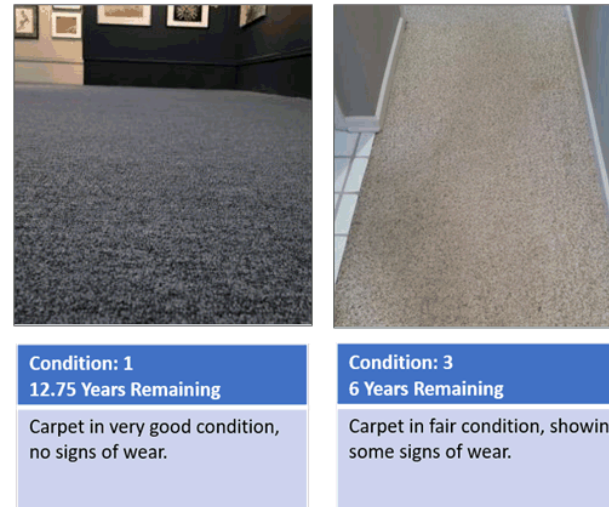 Condition: 1
12.75 Years Remaining
Carpet in very good condition,
no signs of wear.
Condition: 3
6 Years Remaining
Carpet in fair condition, showin
some signs of wear.